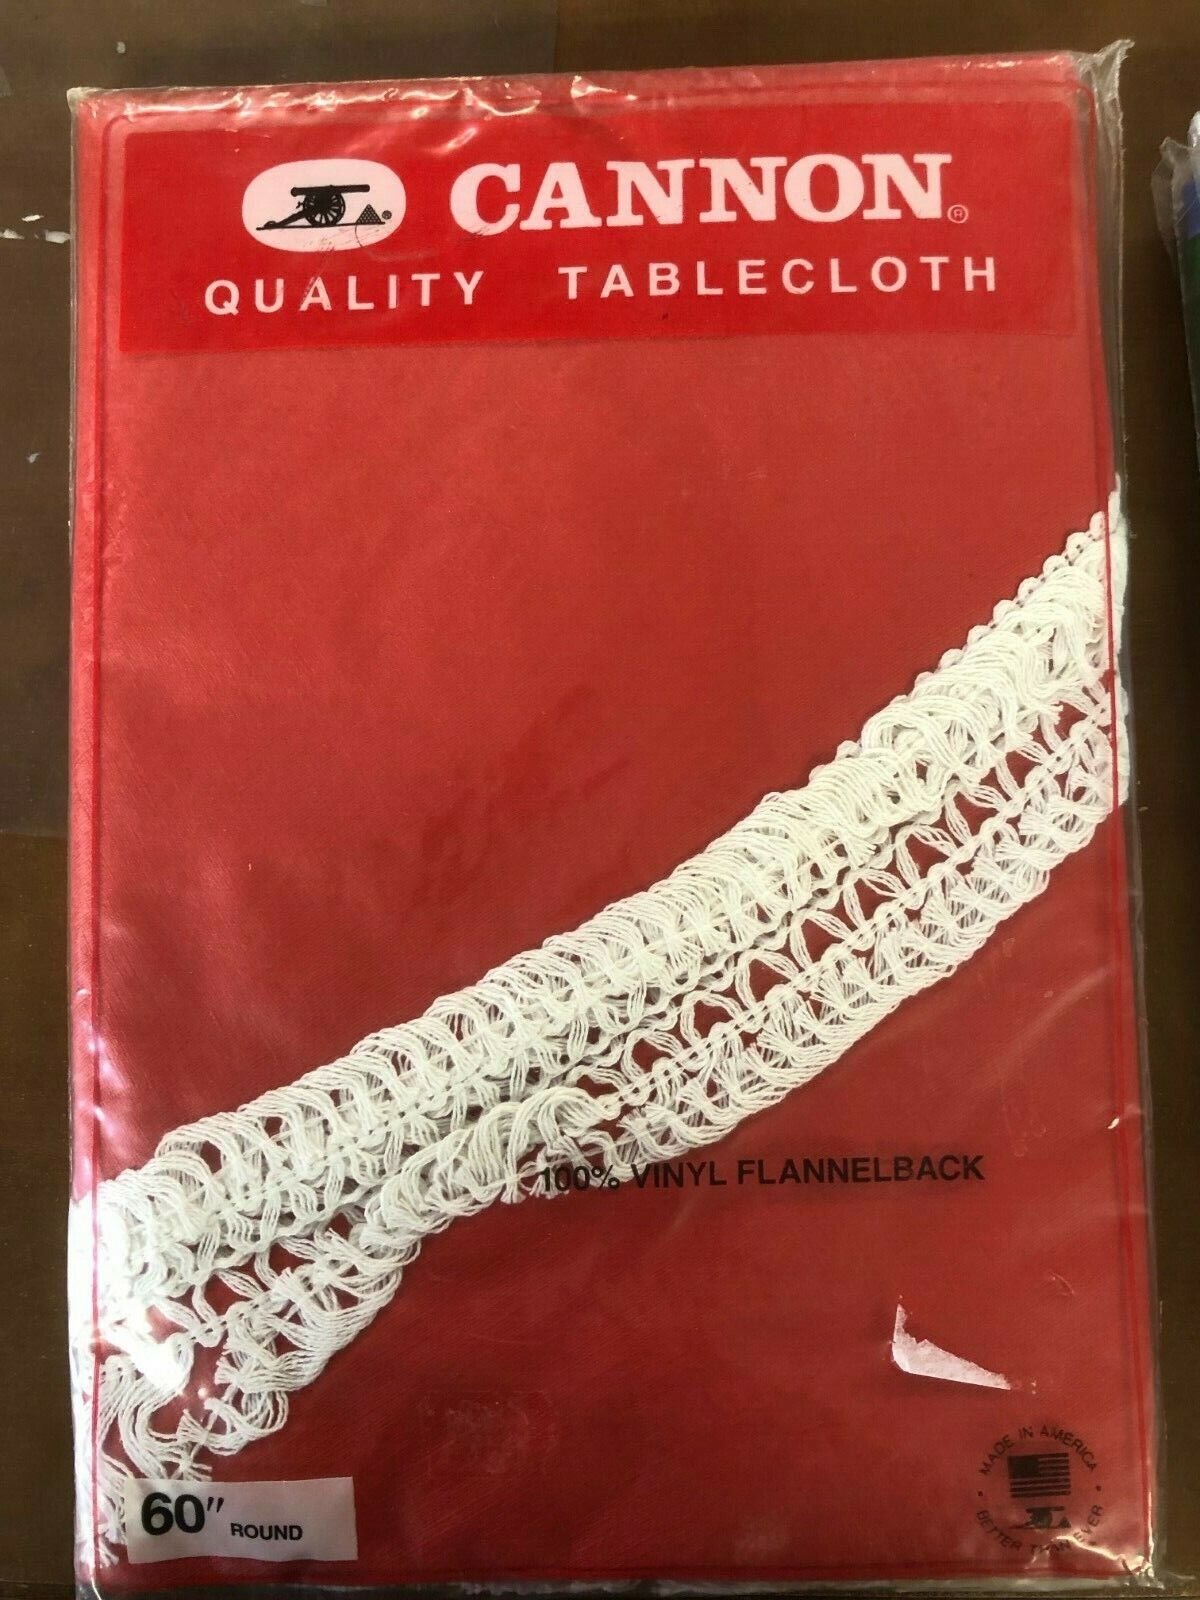 CANNON®
QUALITY TABLECLOTH
100% VINYL FLANNELBACK
60" ROUND
MADE IN AMERICA
BETTER THAN EVER